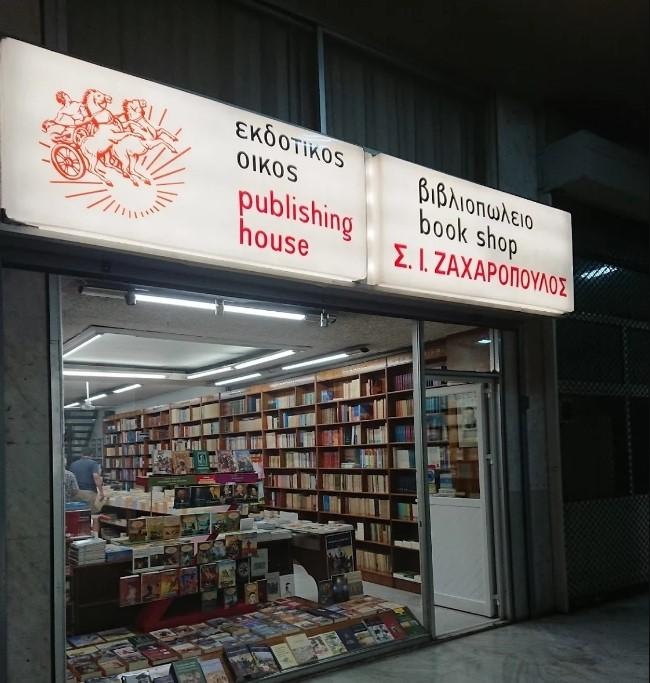 εκδοτικος
οικος
publishing
house
βιβλιοπωλειο
book shop
Σ. Ι. ΖΑΧΑΡΟΠΟΥΛΟΣ